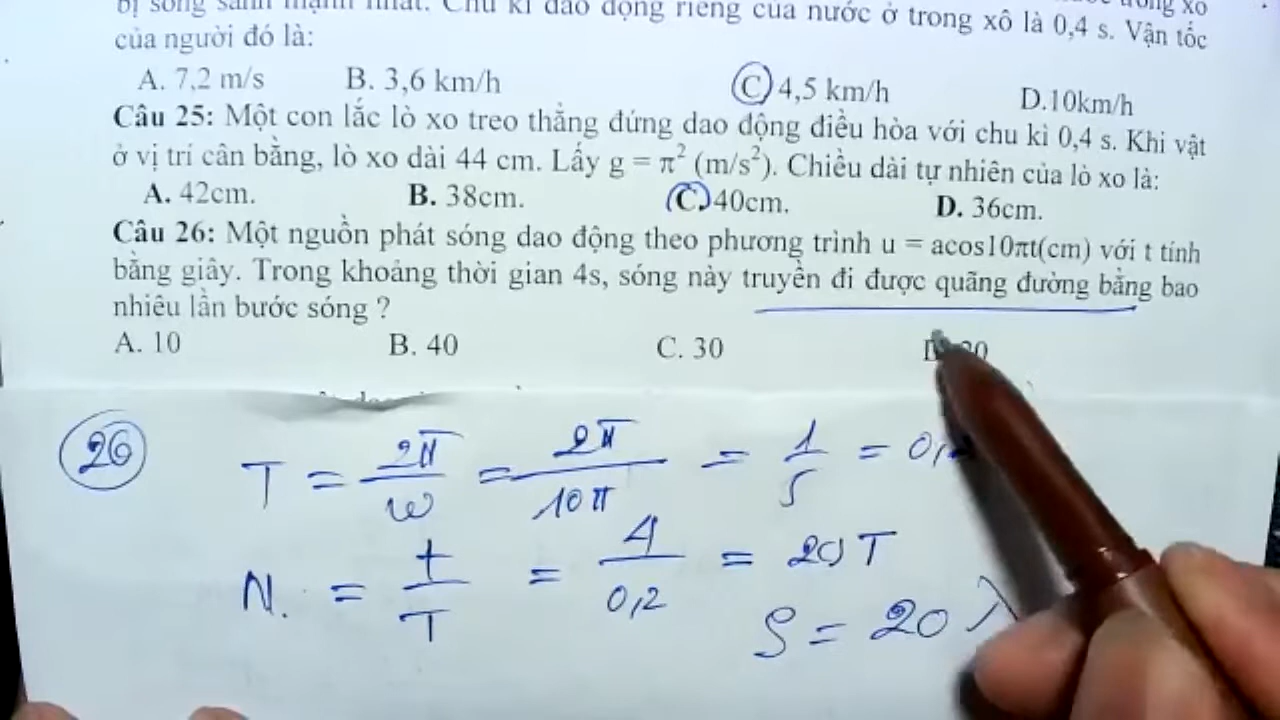 bị sóng sánh mạnh nhất. Chu kì dao động riêng của nước ở trong xô là 0,4 s. Vận tốc
của người đó là:
A. 7,2 m/s B. 3,6 km/h C. 4,5 km/h D.10km/h
Câu 25: Một con lắc lò xo treo thẳng đứng dao động điều hòa với chu kì 0,4 s. Khi vật
ở vị trí cân bằng, lò xo dài 44 cm. Lấy g = π² (m/s²). Chiều dài tự nhiên của lò xo là:
A. 42cm. B. 38cm. C. 40cm. D. 36cm.
Câu 26: Một nguồn phát sóng dao động theo phương trình u = acos10πt(cm) với t tính
bằng giây. Trong khoảng thời gian 4s, sóng này truyền đi được quãng đường bằng bao
nhiêu lần bước sóng ?
A. 10 B. 40 C. 30 D. 20
26 T = 2π/ω = 2π/10π = 1/5 = 0,2
N. = t/T = 4/0,2 = 20T
S = 20 λ